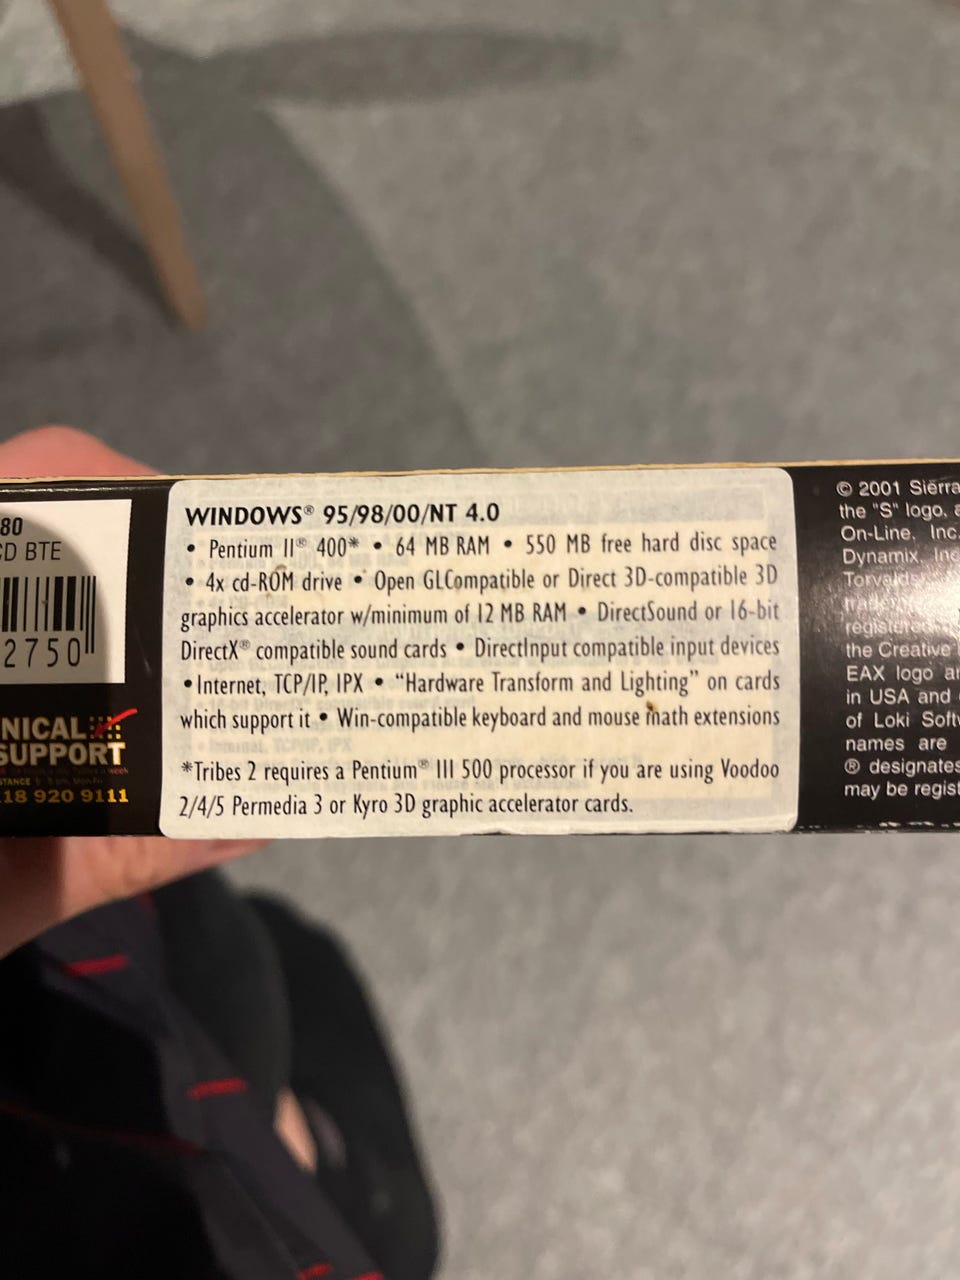 80
CD BTE
2750
NICAL
SUPPORT
18 920 9111
WINDOWS® 95/98/00/NT 4.0
• Pentium II® 400* • 64 MB RAM • 550 MB free hard disc space
• 4x cd-ROM drive • Open GLCompatible or Direct 3D-compatible 3D
graphics accelerator w/minimum of 12 MB RAM • DirectSound or 16-bit
DirectX® compatible sound cards • DirectInput compatible input devices
• Internet, TCP/IP, IPX • “Hardware Transform and Lighting” on cards
which support it • Win-compatible keyboard and mouse math extensions
*Tribes 2 requires a Pentium® III 500 processor if you are using Voodoo
2/4/5 Permedia 3 or Kyro 3D graphic accelerator cards.
© 2001 Sierra
the "S" logo, a
On-Line, Inc.
Dynamix, Inc
Torvalds
registered
the Creative
EAX logo an
in USA and
of Loki Softw
names are
® designates
may be regist